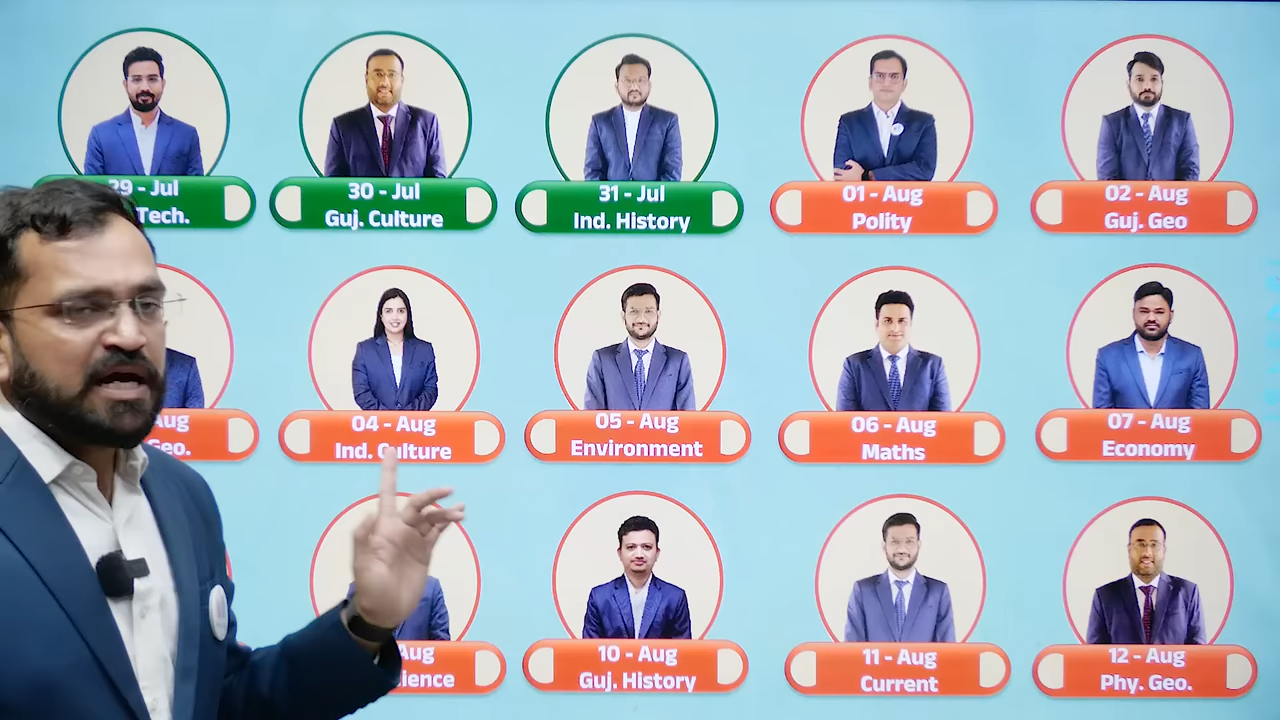 29 - Jul
Tech.
30 - Jul
Guj. Culture
31 - Jul
Ind. History
01 - Aug
Polity
02 - Aug
Guj. Geo
Aug
Geo.
04 - Aug
Ind. Culture
05 - Aug
Environment
06 - Aug
Maths
07 - Aug
Economy
Aug
10 - Aug
Guj. History
11 - Aug
Current
12 - Aug
Phy. Geo.